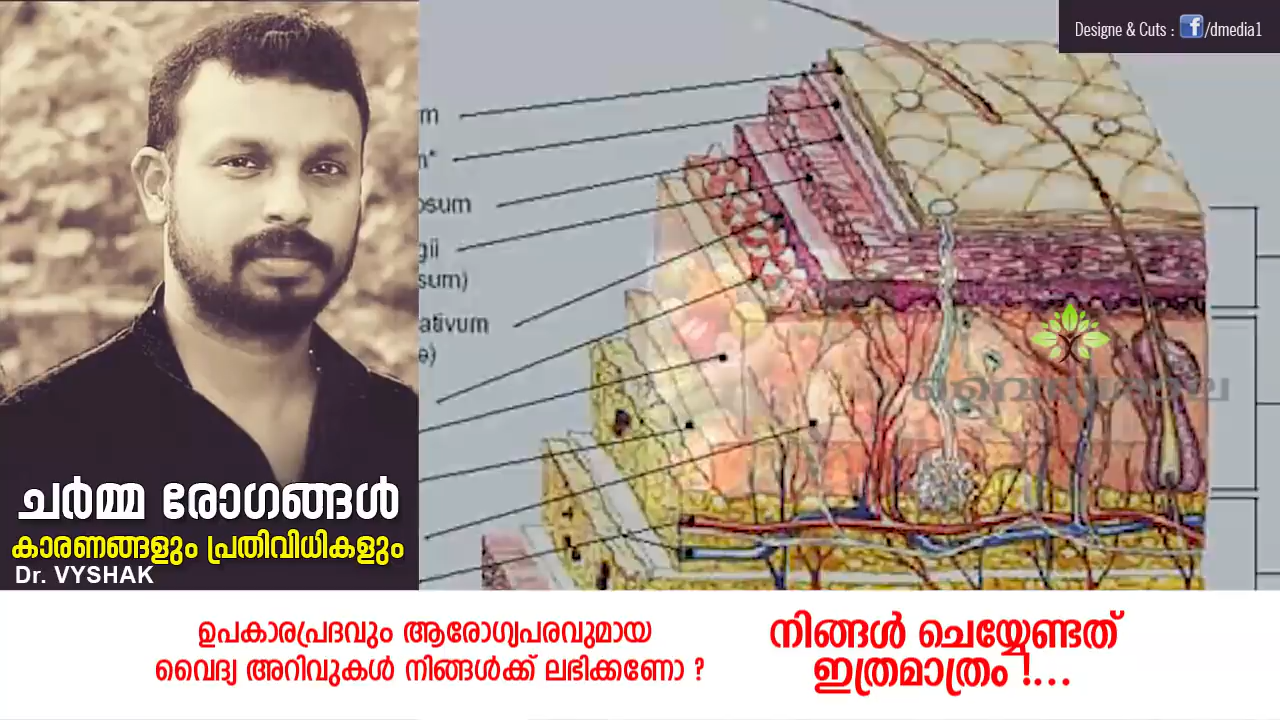 Designe & Cuts : f/dmedia1
ചർമ്മ രോഗങ്ങൾ
കാരണങ്ങളും പ്രതിവിധികളും
Dr. VYSHAK
ഉപകാരപ്രദവും ആരോഗ്യപരവുമായ
വൈദ്യ അറിവുകൾ നിങ്ങൾക്ക് ലഭിക്കണോ ?
നിങ്ങൾ ചെയ്യേണ്ടത്
ഇത്രമാത്രം !...